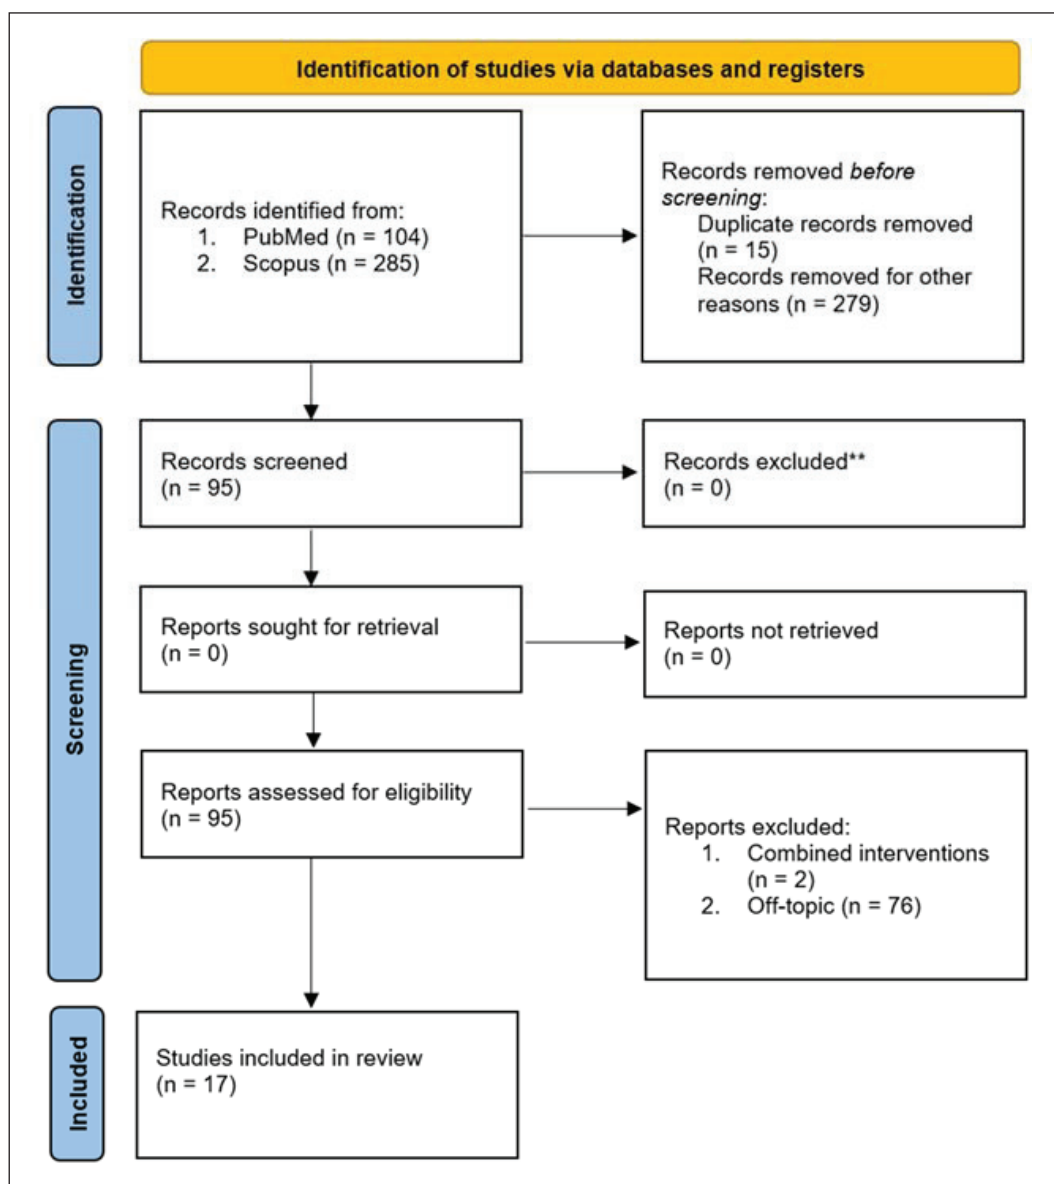 Identification of studies via databases and registers
Identification
Records identified from:
1. PubMed (n = 104)
2. Scopus (n = 285)
Records removed before
screening:
Duplicate records removed
(n = 15)
Records removed for other
reasons (n = 279)
Screening
Records screened
(n = 95)
Records excluded**
(n = 0)
Reports sought for retrieval
(n = 0)
Reports not retrieved
(n = 0)
Reports assessed for eligibility
(n = 95)
Reports excluded:
1. Combined interventions
(n = 2)
2. Off-topic (n = 76)
Included
Studies included in review
(n = 17)